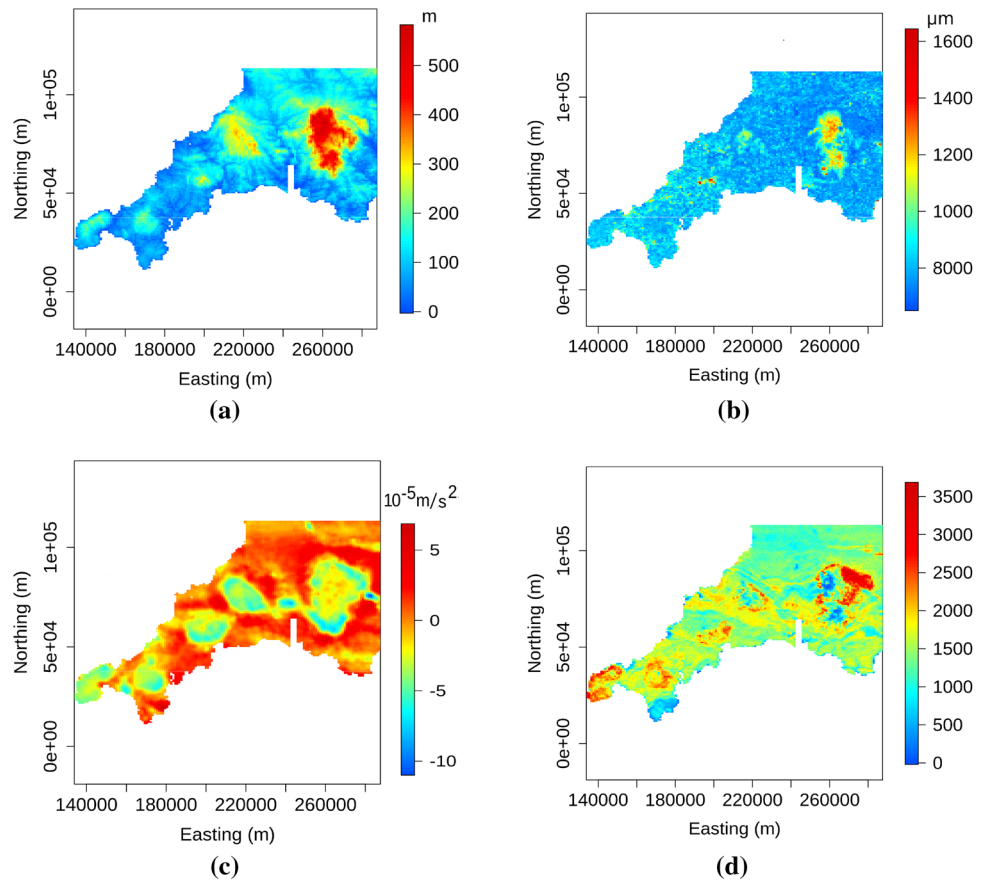 m
500
400
300
200
100
0
Northing (m)
0e+00 5e+04 1e+05
140000 180000 220000 260000
Easting (m)
(a)
µm
1600
1400
1200
1000
8000
Northing (m)
0e+00 5e+04 1e+05
140000 180000 220000 260000
Easting (m)
(b)
10-5m/s2
5
0
-5
-10
Northing (m)
0e+00 5e+04 1e+05
140000 180000 220000 260000
Easting (m)
(c)
3500
3000
2500
2000
1500
1000
500
0
Northing (m)
0e+00 5e+04 1e+05
140000 180000 220000 260000
Easting (m)
(d)